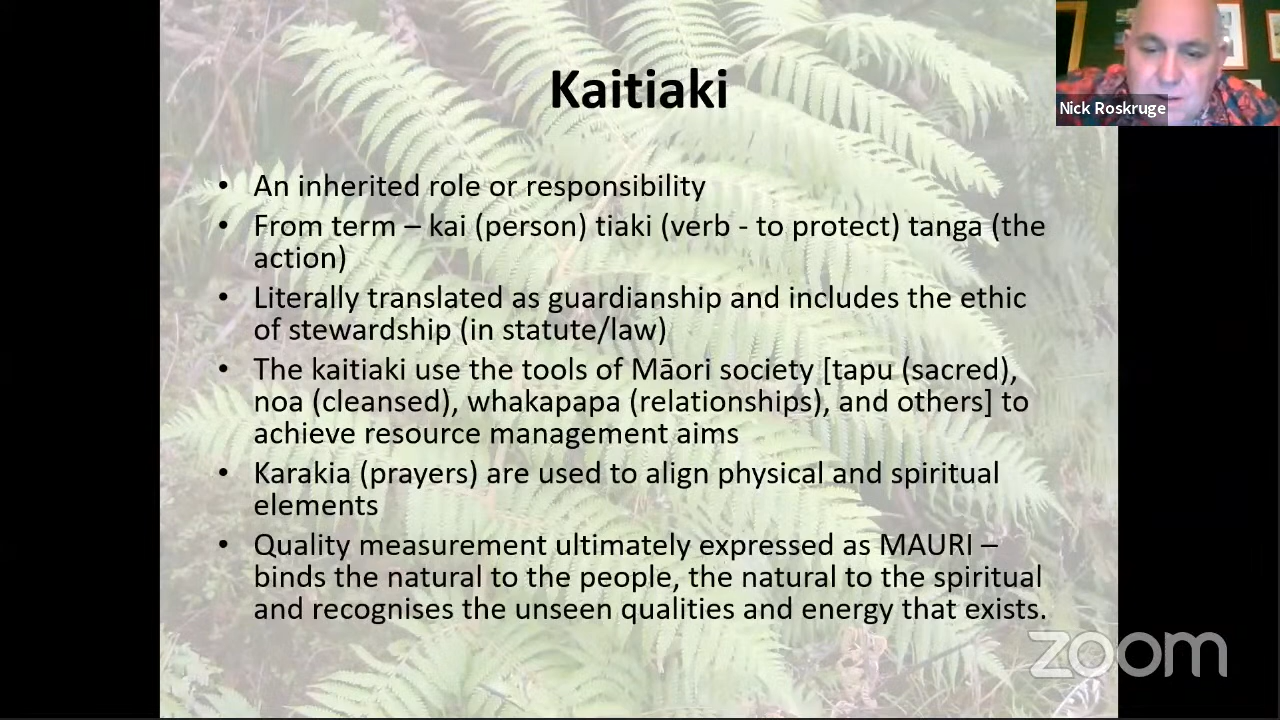 Kaitiaki
Nick Roskruge
• An inherited role or responsibility
• From term – kai (person) tiaki (verb - to protect) tanga (the
action)
• Literally translated as guardianship and includes the ethic
of stewardship (in statute/law)
• The kaitiaki use the tools of Māori society [tapu (sacred),
noa (cleansed), whakapapa (relationships), and others] to
achieve resource management aims
• Karakia (prayers) are used to align physical and spiritual
elements
• Quality measurement ultimately expressed as MAURI –
binds the natural to the people, the natural to the spiritual
and recognises the unseen qualities and energy that exists.
zoom